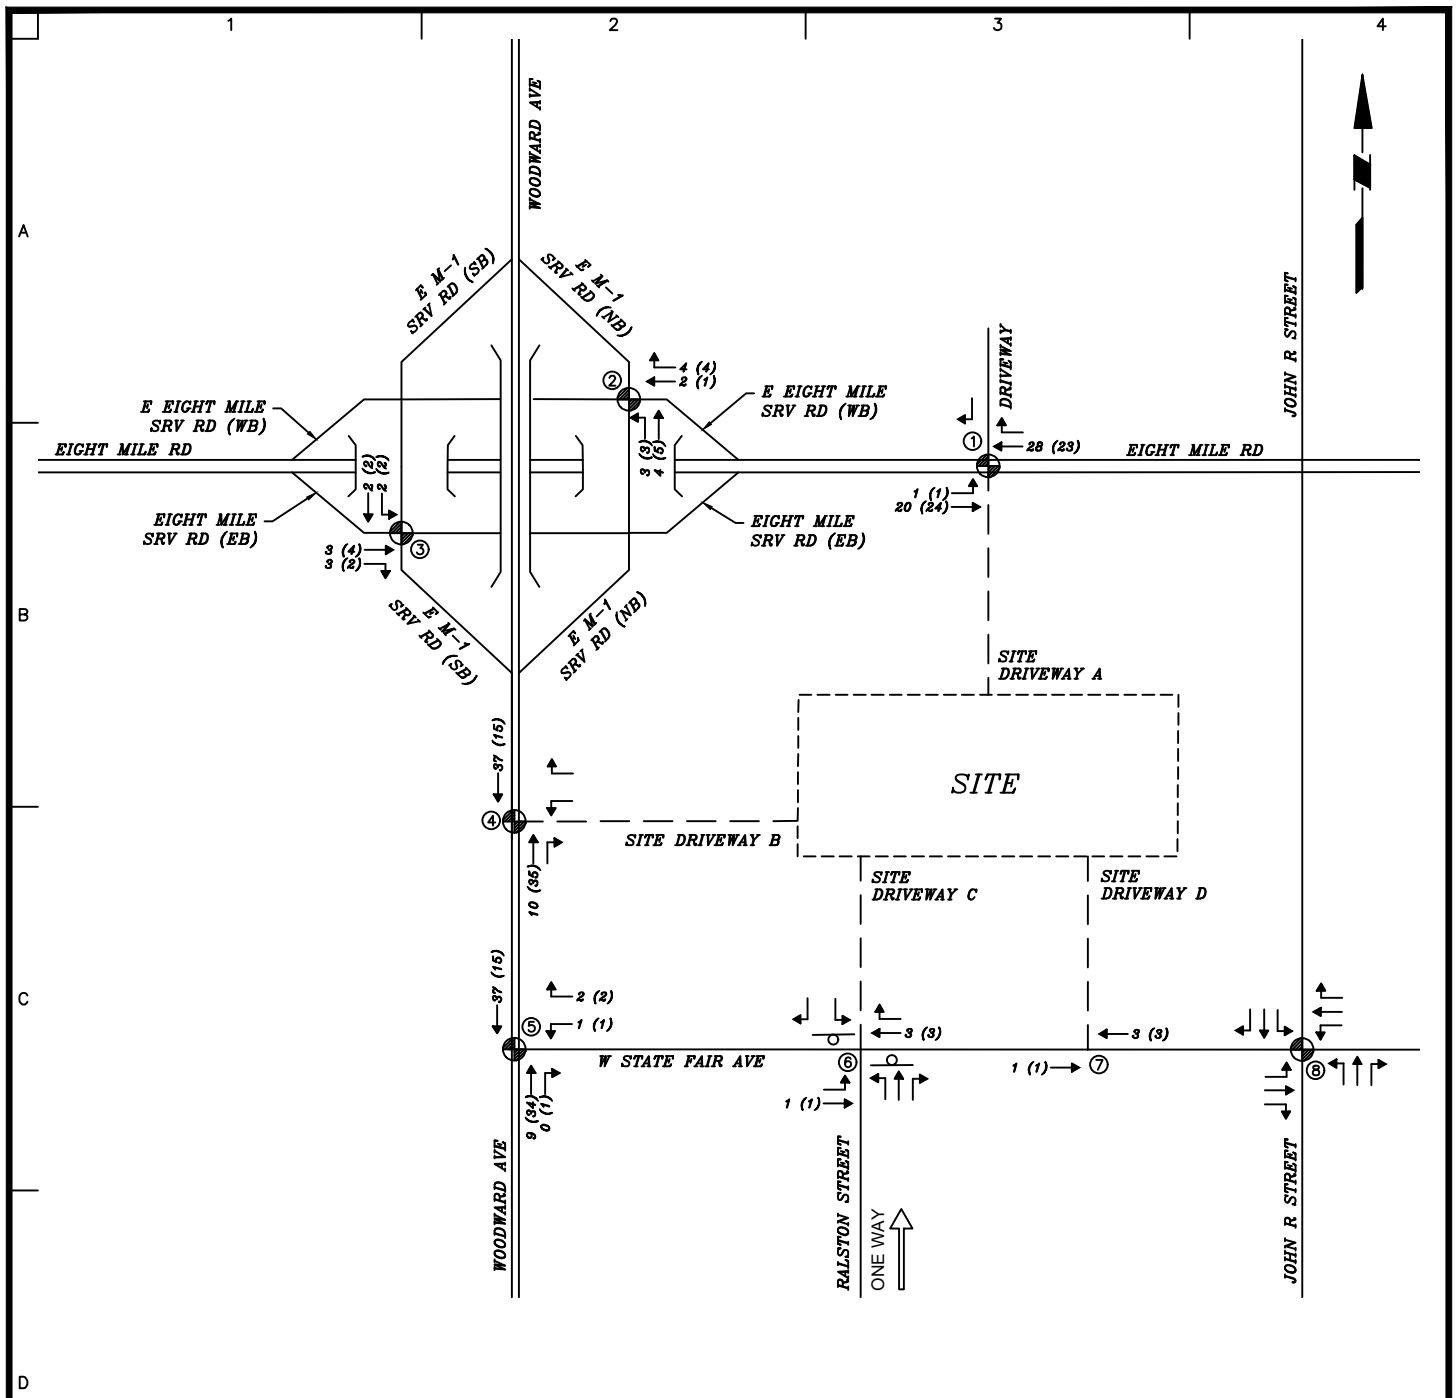 1
2
3
4
A
B
C
D
WOODWARD AVE
E M-1
SRV RD (SB)
E M-1
SRV RD (NB)
JOHN R STREET
DRIVEWAY
2
4 (4)
2 (1)
3 (3)
4 (5)
E EIGHT MILE
SRV RD (WB)
E EIGHT MILE
SRV RD (WB)
EIGHT MILE RD
1
28 (23)
EIGHT MILE RD
2 (2)
2 (2)
1 (1)
20 (24)
EIGHT MILE
SRV RD (EB)
EIGHT MILE
SRV RD (EB)
3 (4)
3 (2)
3
E M-1
SRV RD (SB)
E M-1
SRV RD (NB)
SITE
DRIVEWAY A
37 (15)
SITE
4
SITE DRIVEWAY B
10 (35)
SITE
DRIVEWAY C
SITE
DRIVEWAY D
37 (15)
2 (2)
5
1 (1)
W STATE FAIR AVE
9 (34)
0 (1)
3 (3)
6
1 (1)
3 (3)
1 (1)
7
8
WOODWARD AVE
RALSTON STREET
ONE WAY
JOHN R STREET
N